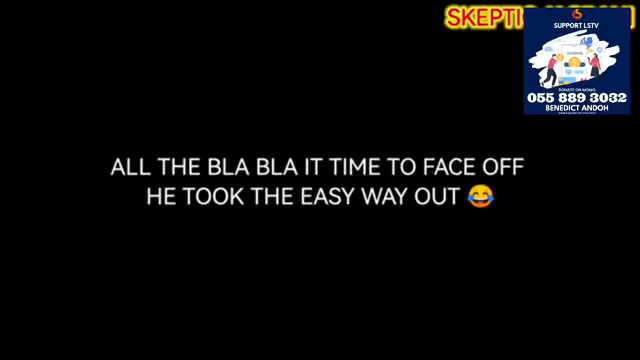 SUPPORT LSTV
DONATE
DONATE ON MOMO
055 889 3032
BENEDICT ANDOH
ALL THE BLA BLA IT TIME TO FACE OFF
HE TOOK THE EASY WAY OUT 😂